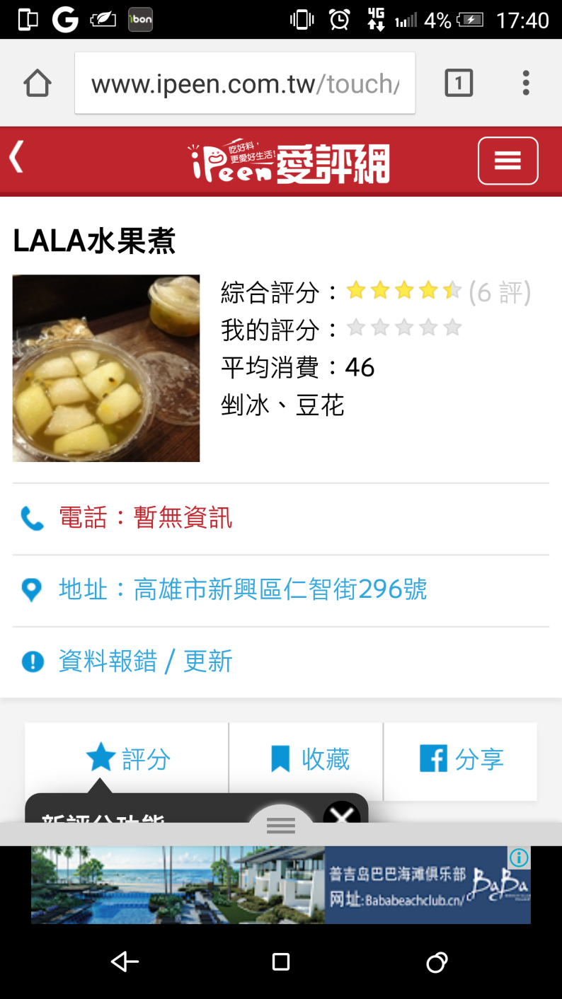 ibon
4G
4%
17:40
www.ipeen.com.tw/touch/
1
iPeen
吃好料，
更愛好生活!
愛評網
LALA水果煮
綜合評分：(6 評)
我的評分：
平均消費：46
剉冰、豆花
電話：暫無資訊
地址：高雄市新興區仁智街296號
資料報錯 / 更新
評分
收藏
分享
新評分功能
普吉岛巴巴海滩俱乐部
网址:Bababeachclub.cn/
BaBa